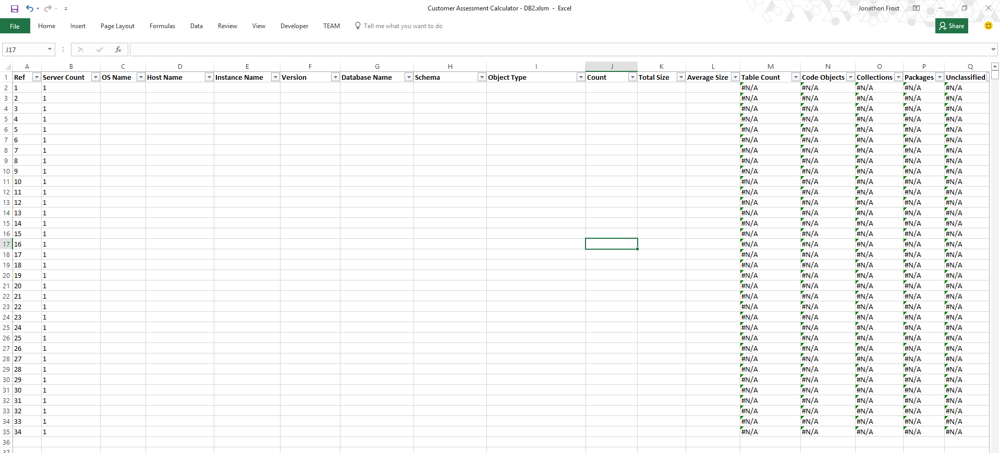 Customer Assessment Calculator - DB2.xlsm - Excel
Jonathon Frost
File Home Insert Page Layout Formulas Data Review View Developer TEAM Tell me what you want to do Share
J17 fx
A B C D E F G H I J K L M N O P Q
1 Ref Server Count OS Name Host Name Instance Name Version Database Name Schema Object Type Count Total Size Average Size Table Count Code Objects Collections Packages Unclassified
2 1 1 #N/A #N/A #N/A #N/A #N/A
3 2 1 #N/A #N/A #N/A #N/A #N/A
4 3 1 #N/A #N/A #N/A #N/A #N/A
5 4 1 #N/A #N/A #N/A #N/A #N/A
6 5 1 #N/A #N/A #N/A #N/A #N/A
7 6 1 #N/A #N/A #N/A #N/A #N/A
8 7 1 #N/A #N/A #N/A #N/A #N/A
9 8 1 #N/A #N/A #N/A #N/A #N/A
10 9 1 #N/A #N/A #N/A #N/A #N/A
11 10 1 #N/A #N/A #N/A #N/A #N/A
12 11 1 #N/A #N/A #N/A #N/A #N/A
13 12 1 #N/A #N/A #N/A #N/A #N/A
14 13 1 #N/A #N/A #N/A #N/A #N/A
15 14 1 #N/A #N/A #N/A #N/A #N/A
16 15 1 #N/A #N/A #N/A #N/A #N/A
17 16 1 #N/A #N/A #N/A #N/A #N/A
18 17 1 #N/A #N/A #N/A #N/A #N/A
19 18 1 #N/A #N/A #N/A #N/A #N/A
20 19 1 #N/A #N/A #N/A #N/A #N/A
21 20 1 #N/A #N/A #N/A #N/A #N/A
22 21 1 #N/A #N/A #N/A #N/A #N/A
23 22 1 #N/A #N/A #N/A #N/A #N/A
24 23 1 #N/A #N/A #N/A #N/A #N/A
25 24 1 #N/A #N/A #N/A #N/A #N/A
26 25 1 #N/A #N/A #N/A #N/A #N/A
27 26 1 #N/A #N/A #N/A #N/A #N/A
28 27 1 #N/A #N/A #N/A #N/A #N/A
29 28 1 #N/A #N/A #N/A #N/A #N/A
30 29 1 #N/A #N/A #N/A #N/A #N/A
31 30 1 #N/A #N/A #N/A #N/A #N/A
32 31 1 #N/A #N/A #N/A #N/A #N/A
33 32 1 #N/A #N/A #N/A #N/A #N/A
34 33 1 #N/A #N/A #N/A #N/A #N/A
35 34 1 #N/A #N/A #N/A #N/A #N/A
36
37